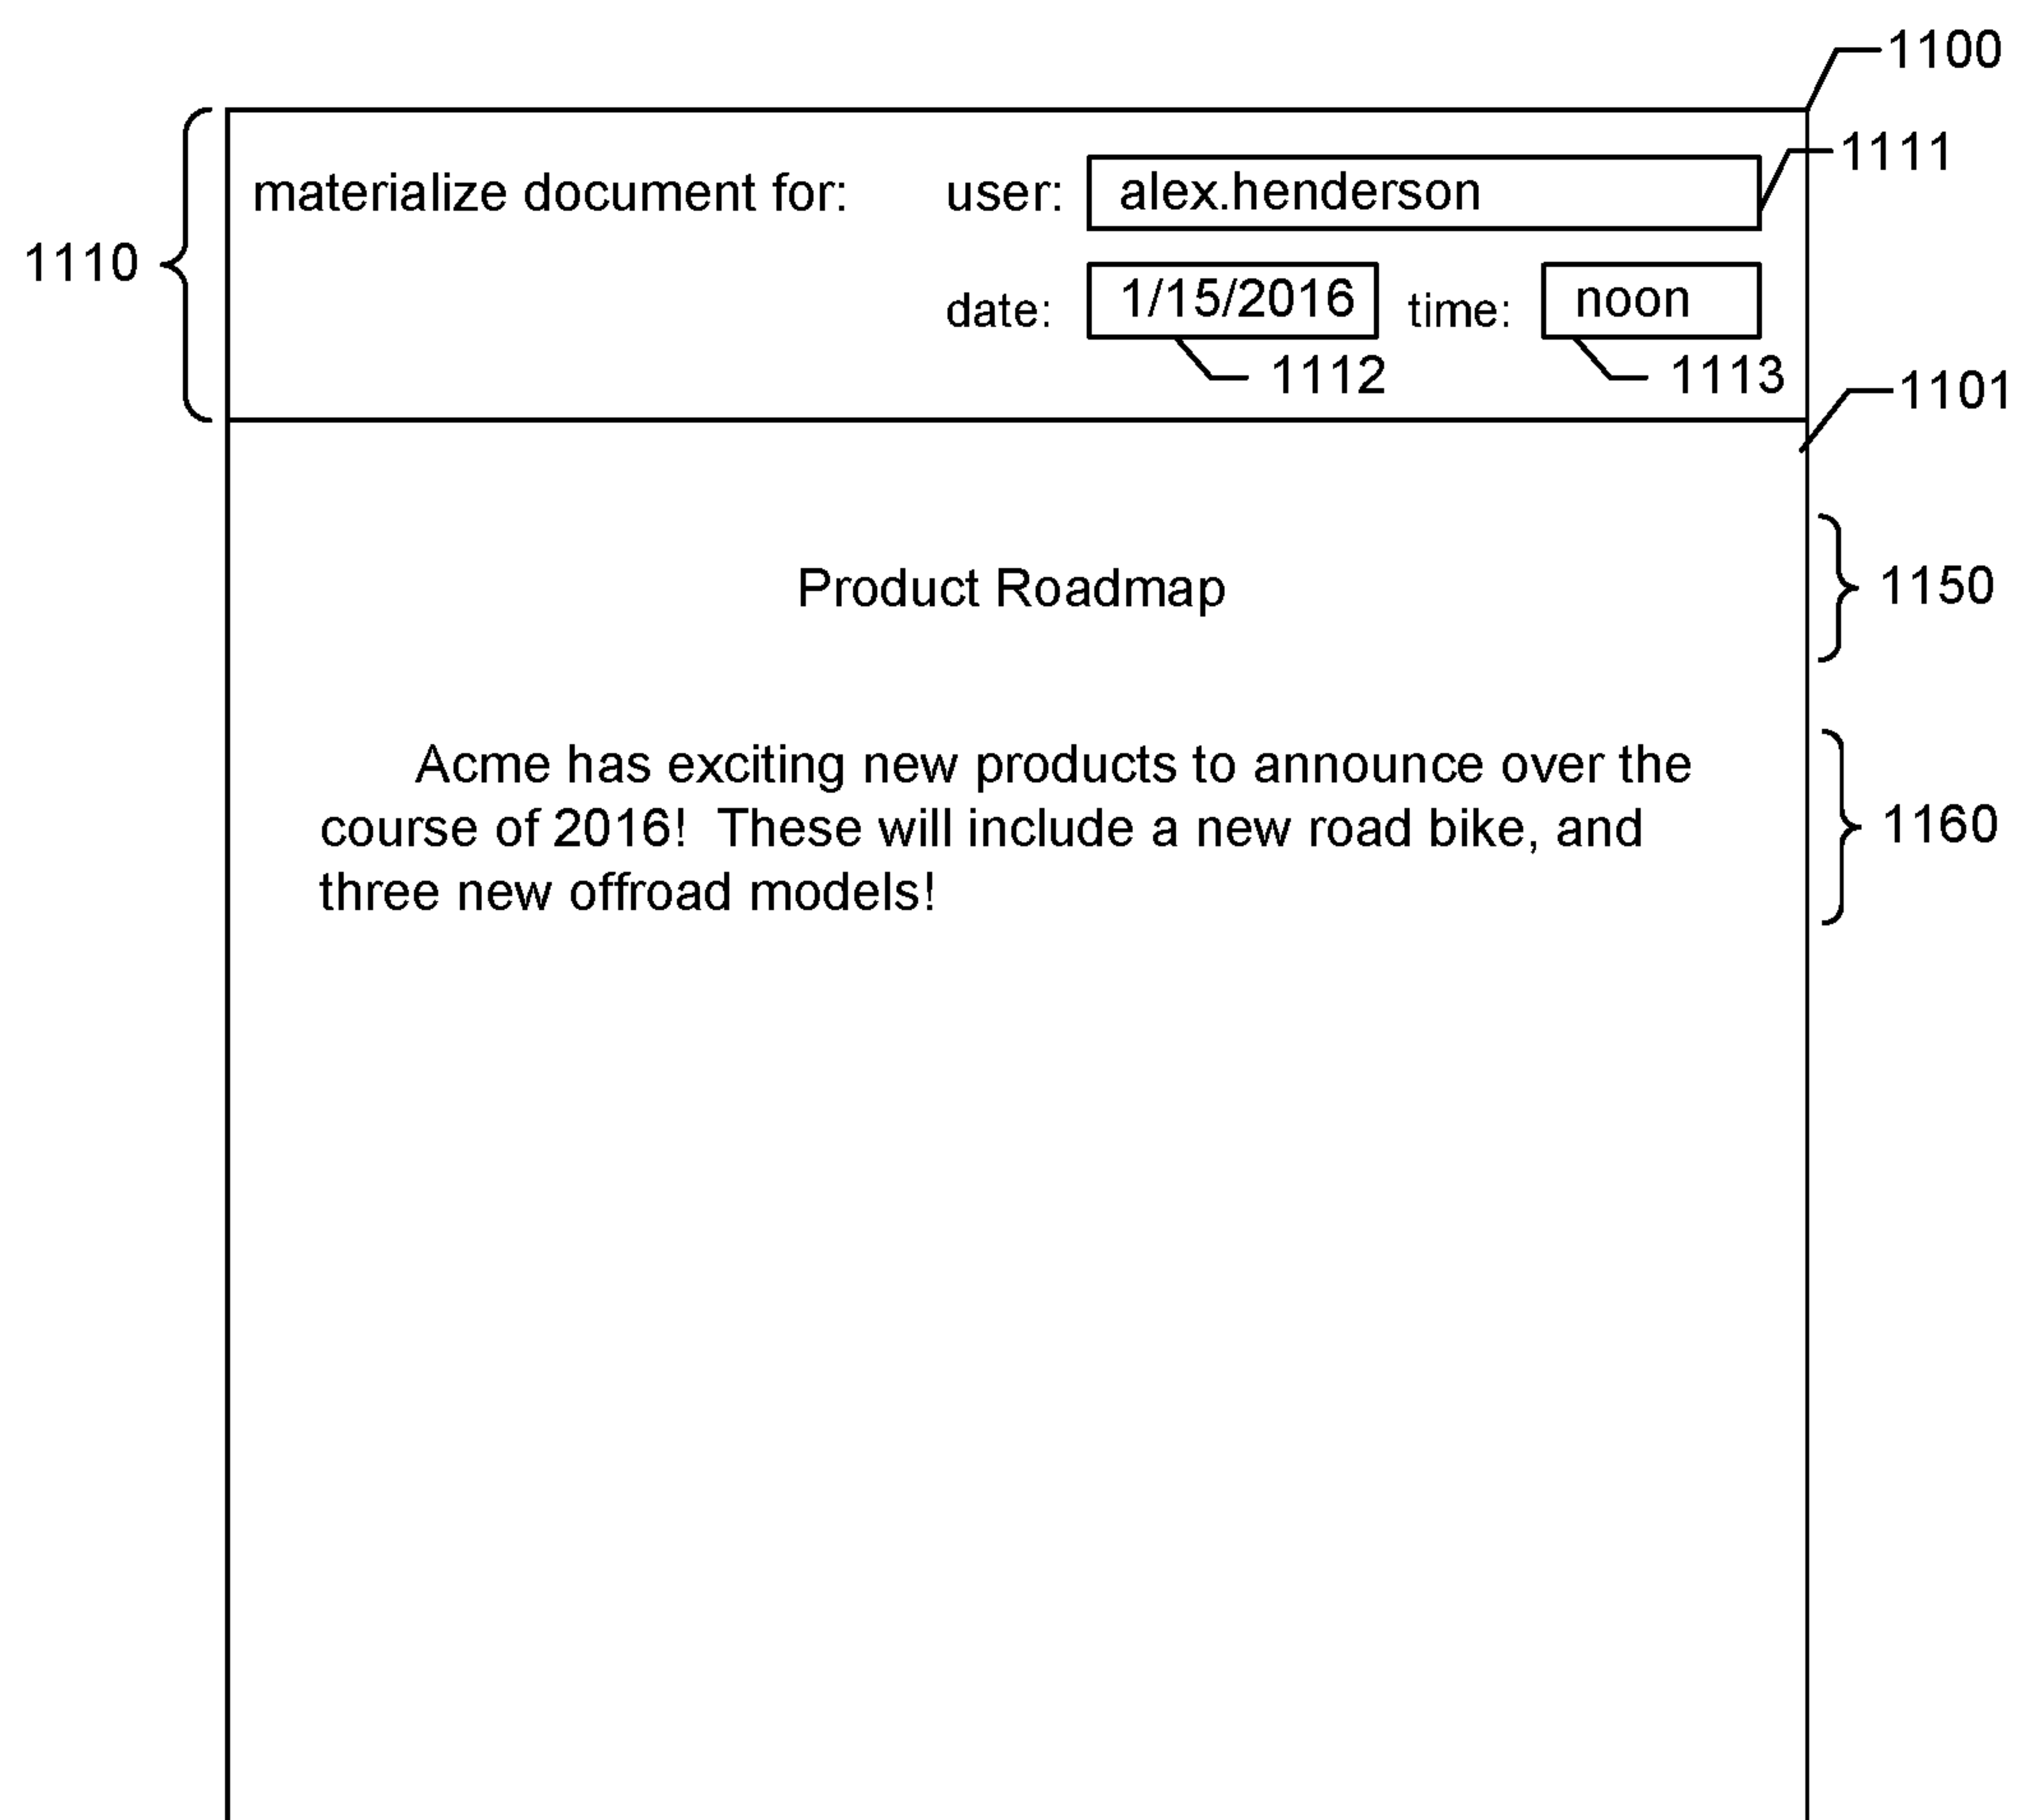 1100
materialize document for: user: alex.henderson 1111
1110
date: 1/15/2016 time: noon
1112 1113
1101
Product Roadmap 1150
Acme has exciting new products to announce over the
course of 2016! These will include a new road bike, and 1160
three new offroad models!